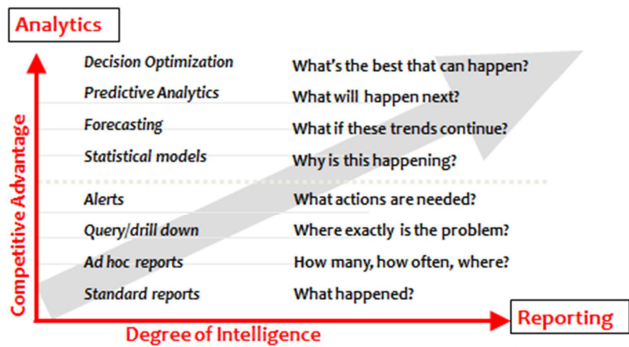 Analytics
Decision Optimization What's the best that can happen?
Predictive Analytics What will happen next?
Forecasting What if these trends continue?
Statistical models Why is this happening?
Alerts What actions are needed?
Query/drill down Where exactly is the problem?
Ad hoc reports How many, how often, where?
Standard reports What happened?
Competitive Advantage
Degree of Intelligence
Reporting